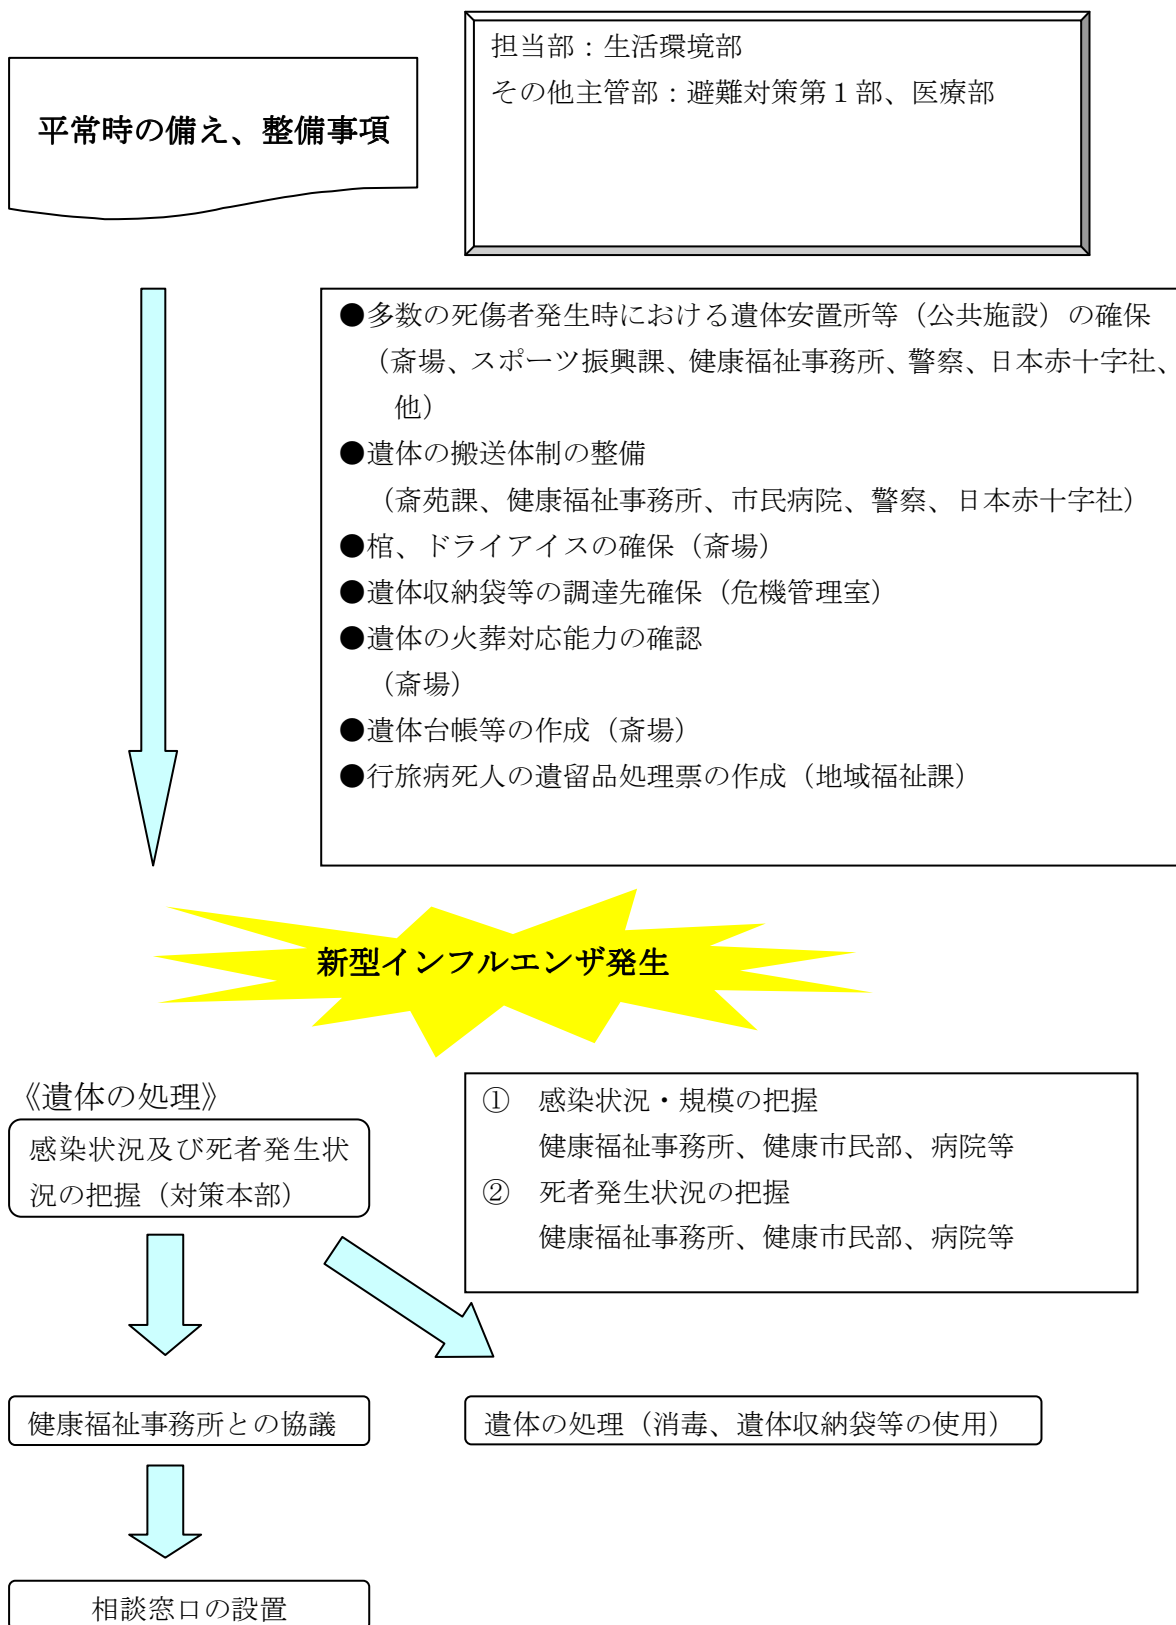 担当部：生活環境部
その他主管部：避難対策第１部、医療部
平常時の備え、整備事項
●多数の死傷者発生時における遺体安置所等（公共施設）の確保
（斎場、スポーツ振興課、健康福祉事務所、警察、日本赤十字社、
他）
●遺体の搬送体制の整備
（斎苑課、健康福祉事務所、市民病院、警察、日本赤十字社）
●棺、ドライアイスの確保（斎場）
●遺体収納袋等の調達先確保（危機管理室）
●遺体の火葬対応能力の確認
（斎場）
●遺体台帳等の作成（斎場）
●行旅病死人の遺留品処理票の作成（地域福祉課）
新型インフルエンザ発生
《遺体の処理》
感染状況及び死者発生状
況の把握（対策本部）
①　感染状況・規模の把握
健康福祉事務所、健康市民部、病院等
②　死者発生状況の把握
健康福祉事務所、健康市民部、病院等
健康福祉事務所との協議
遺体の処理（消毒、遺体収納袋等の使用）
相談窓口の設置